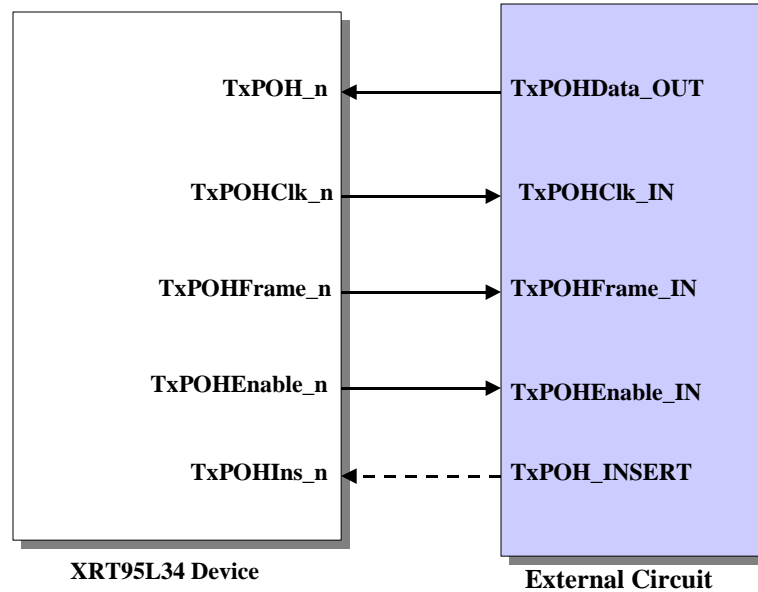 TxPOH_n TxPOHData_OUT
TxPOHClk_n TxPOHClk_IN
TxPOHFrame_n TxPOHFrame_IN
TxPOHEnable_n TxPOHEnable_IN
TxPOHIns_n TxPOH_INSERT
XRT95L34 Device
External Circuit